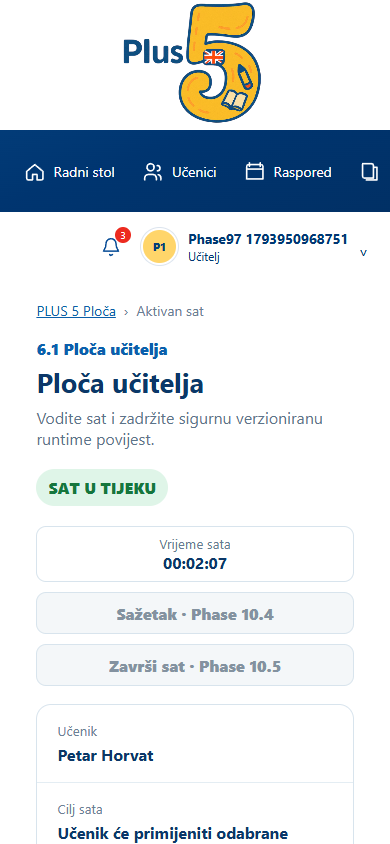 Plus5
Radni stol
Učenici
Raspored
3
P1
Phase97 1793950968751
Učitelj
v
PLUS 5 Ploča › Aktivan sat
6.1 Ploča učitelja
Ploča učitelja
Vodite sat i zadržite sigurnu verzioniranu
runtime povijest.
SAT U TIJEKU
Vrijeme sata
00:02:07
Sažetak · Phase 10.4
Završi sat · Phase 10.5
Učenik
Petar Horvat
Cilj sata
Učenik će primijeniti odabrane